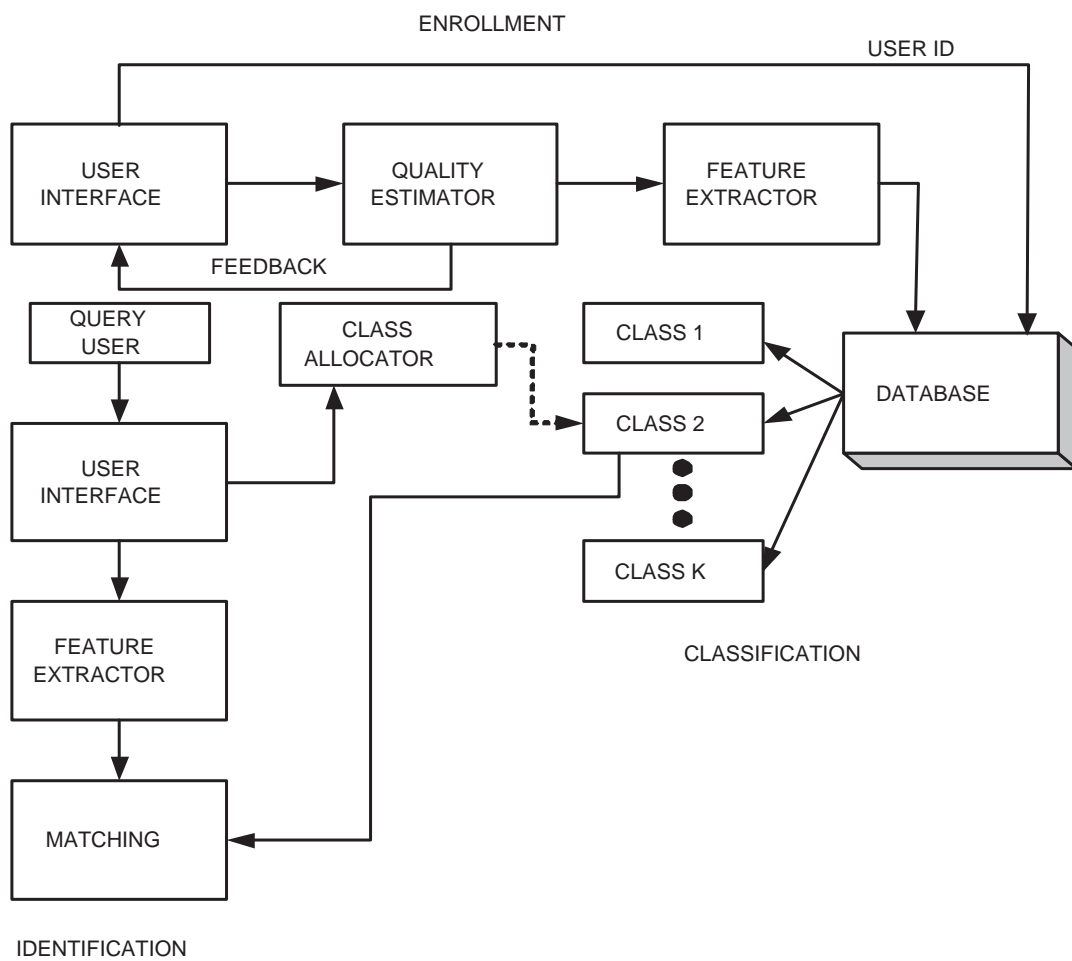 ENROLLMENT
USER ID
USER
INTERFACE
QUALITY
ESTIMATOR
FEATURE
EXTRACTOR
FEEDBACK
QUERY
USER
CLASS
ALLOCATOR
CLASS 1
CLASS 2
CLASS K
DATABASE
USER
INTERFACE
FEATURE
EXTRACTOR
CLASSIFICATION
MATCHING
IDENTIFICATION